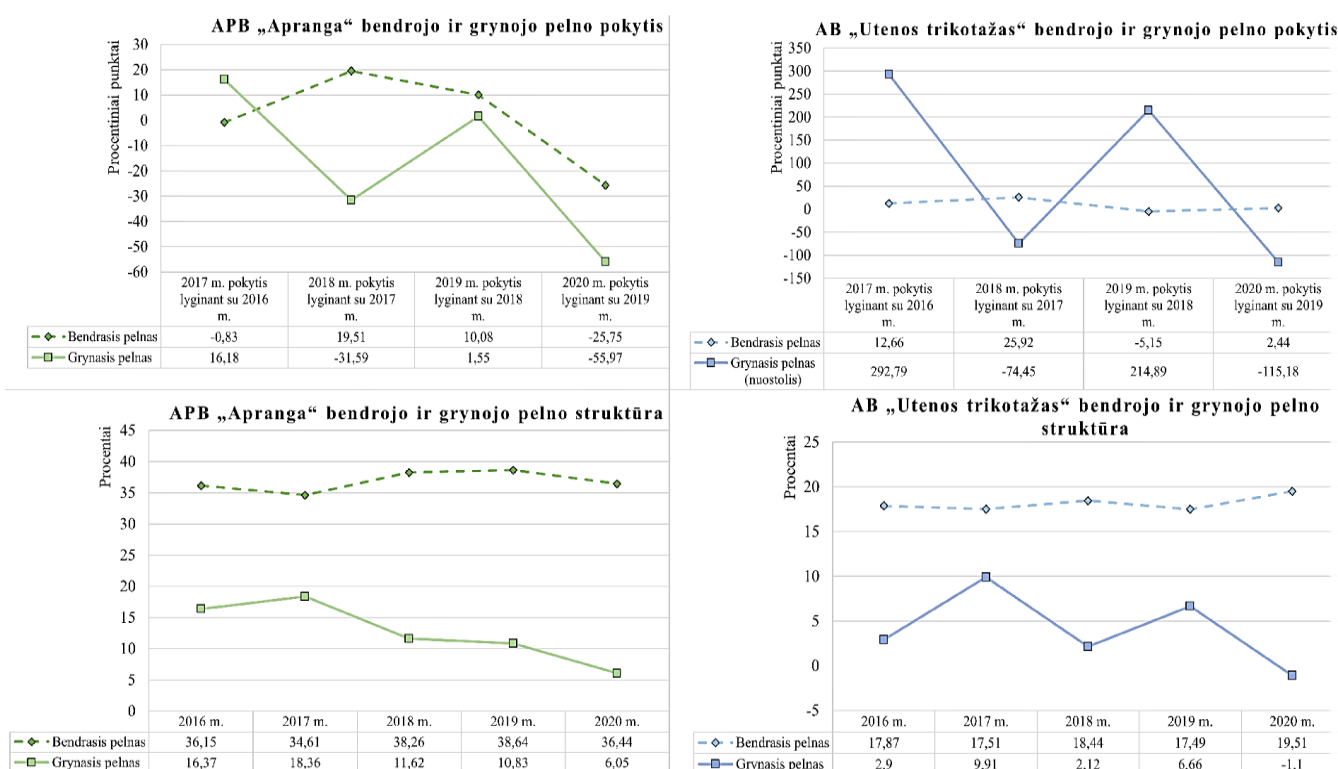 APB „Apranga“ bendrojo ir grynojo pelno pokytis
Procentiniai punktai
30
20
10
0
-10
-20
-30
-40
-50
-60
2017 m. pokytis 2018 m. pokytis 2019 m. pokytis 2020 m. pokytis
lyginant su 2016 lyginant su 2017 lyginant su 2018 lyginant su 2019
m. m. m. m.
Bendrasis pelnas -0,83 19,51 10,08 -25,75
Grynasis pelnas 16,18 -31,59 1,55 -55,97
AB „Utenos trikotažas“ bendrojo ir grynojo pelno pokytis
Procentiniai punktai
350
300
250
200
150
100
50
0
-50
-100
-150
2017 m. pokytis 2018 m. pokytis 2019 m. pokytis 2020 m. pokytis
lyginant su 2016 lyginant su 2017 lyginant su 2018 lyginant su 2019
m. m. m. m.
Bendrasis pelnas 12,66 25,92 -5,15 2,44
Grynasis pelnas
(nuostolis) 292,79 -74,45 214,89 -115,18
APB „Apranga“ bendrojo ir grynojo pelno struktūra
Procentai
45
40
35
30
25
20
15
10
5
0
2016 m. 2017 m. 2018 m. 2019 m. 2020 m.
Bendrasis pelnas 36,15 34,61 38,26 38,64 36,44
Grynasis pelnas 16,37 18,36 11,62 10,83 6,05
AB „Utenos trikotažas“ bendrojo ir grynojo pelno
struktūra
Procentai
25
20
15
10
5
0
-5
2016 m. 2017 m. 2018 m. 2019 m. 2020 m.
Bendrasis pelnas 17,87 17,51 18,44 17,49 19,51
Grynasis pelnas 2,9 9,91 2,12 6,66 -1,1